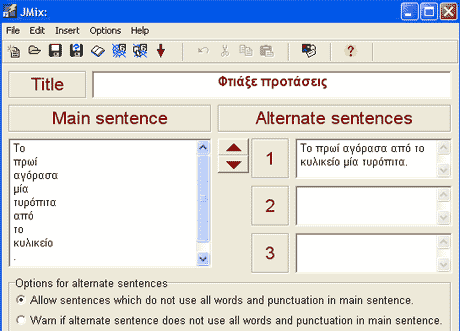 JMix:
File Edit Insert Options Help
Title
Φτιάξε προτάσεις
Main sentence
Alternate sentences
Το
πρωί
αγόρασα
μία
τυρόπιτα
από
το
κυλικείο
.
1
Το πρωί αγόρασα από το
κυλικείο μία τυρόπιτα.
2
3
Options for alternate sentences
Allow sentences which do not use all words and punctuation in main sentence.
Warn if alternate sentence does not use all words and punctuation in main sentence.